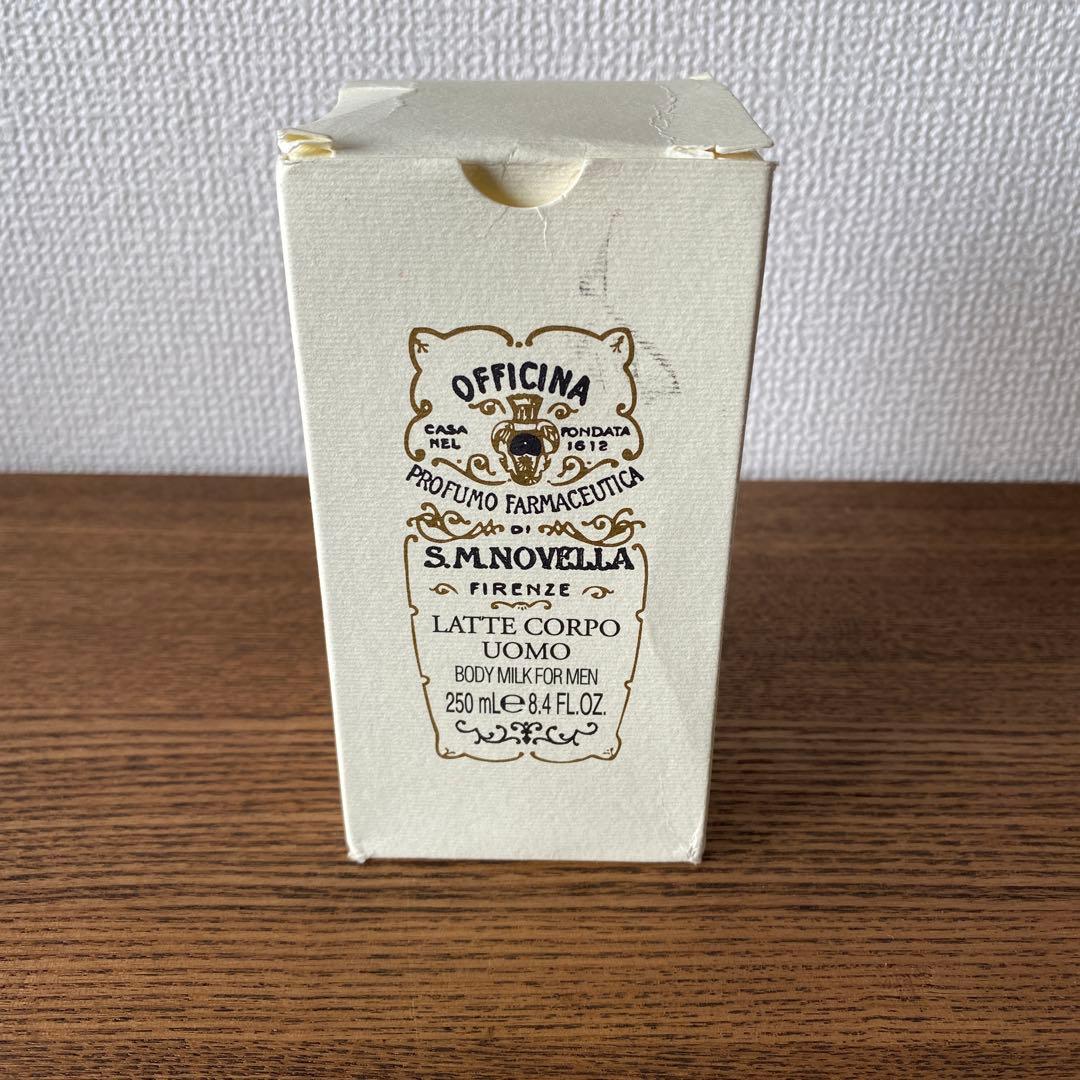 OFFICINA
CASA FONDATA
NEL 1612
PROFUMO FARMACEUTICA
DI
S.M.NOVELLA
FIRENZE
LATTE CORPO
UOMO
BODY MILK FOR MEN
250 mL℮8.4 FL.OZ.